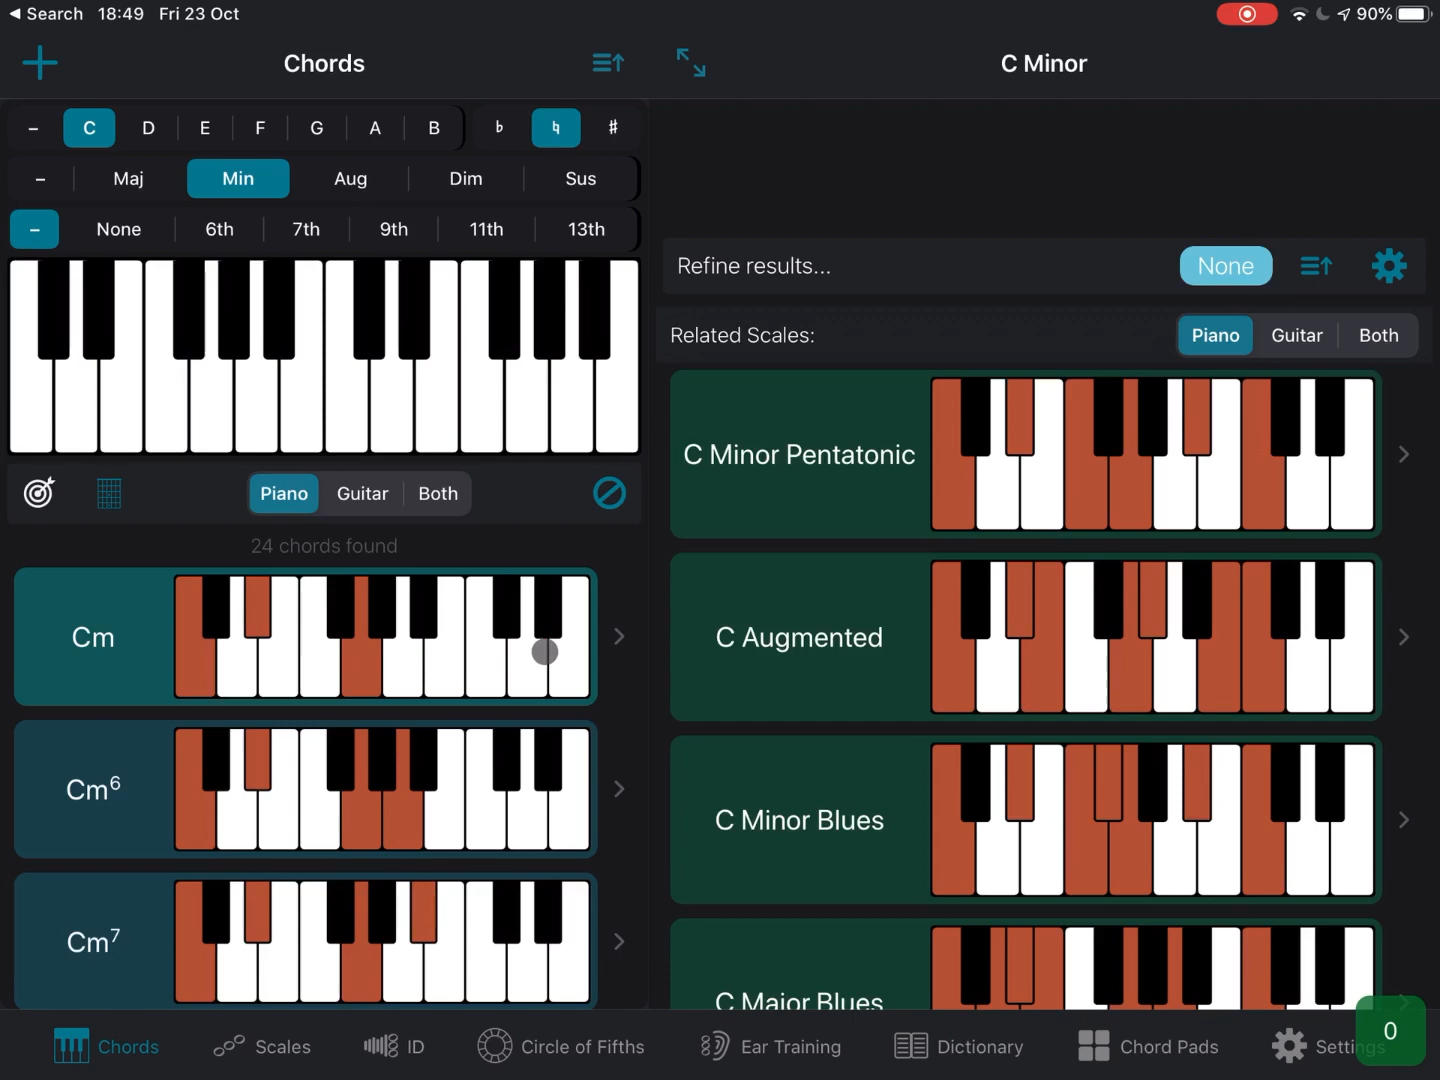 Search 18:49 Fri 23 Oct 90%
Chords
C Minor
– C D E F G A B ♭ ♮ ♯
– Maj Min Aug Dim Sus
– None 6th 7th 9th 11th 13th
Refine results... None
Related Scales: Piano Guitar Both
C Minor Pentatonic
Piano Guitar Both
24 chords found
Cm
C Augmented
Cm⁶
C Minor Blues
Cm⁷
C Major Blues
0
Chords Scales ID Circle of Fifths Ear Training Dictionary Chord Pads Settings